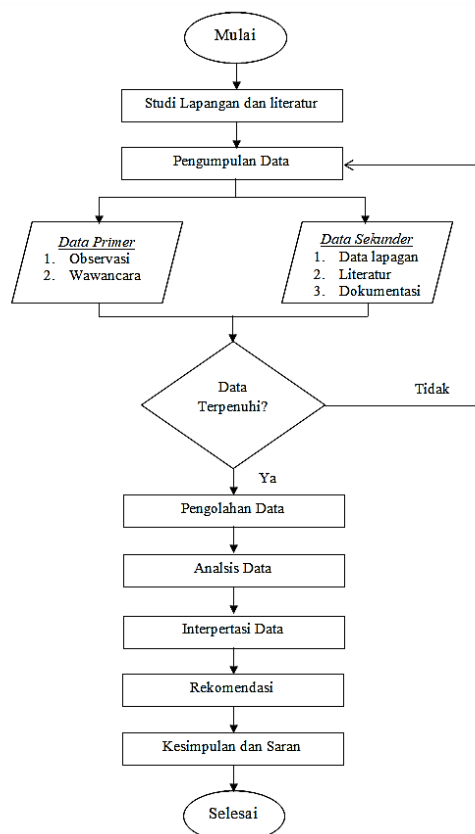 Mulai
Studi Lapangan dan literatur
Pengumpulan Data
Data Primer
1. Observasi
2. Wawancara
Data Sekunder
1. Data lapagan
2. Literatur
3. Dokumentasi
Data
Terpenuhi?
Tidak
Ya
Pengolahan Data
Analsis Data
Interpertasi Data
Rekomendasi
Kesimpulan dan Saran
Selesai